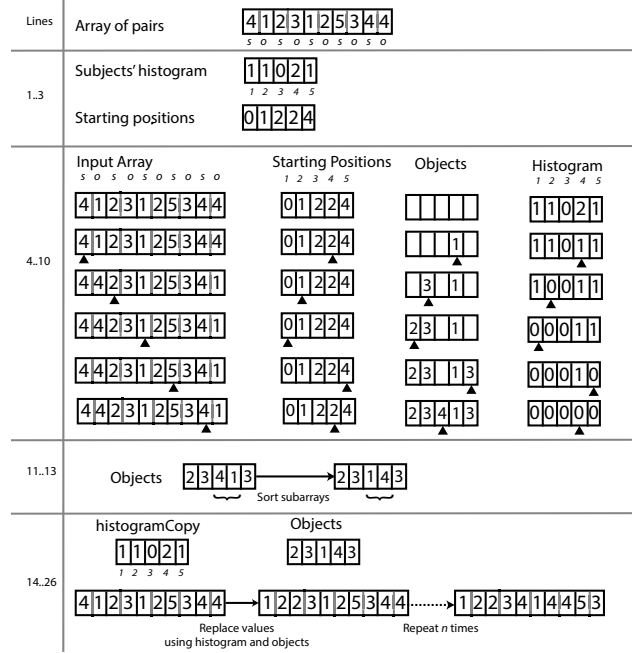 Lines
Array of pairs
4 1 2 3 1 2 5 3 4 4
s o s o s o s o s o
1..3
Subjects' histogram
1 1 0 2 1
1 2 3 4 5
Starting positions
0 1 2 2 4
4..10
Input Array Starting Positions Objects Histogram
s o s o s o s o s o 1 2 3 4 5 1 2 3 4 5
4 1 2 3 1 2 5 3 4 4 0 1 2 2 4 1 1 0 2 1
4 1 2 3 1 2 5 3 4 4 0 1 2 2 4 1 1 1 0 1 1
4 4 2 3 1 2 5 3 4 1 0 1 2 2 4 3 1 1 0 0 1 1
4 4 2 3 1 2 5 3 4 1 0 1 2 2 4 2 3 1 0 0 0 1 1
4 4 2 3 1 2 5 3 4 1 0 1 2 2 4 2 3 1 3 0 0 0 1 0
4 4 2 3 1 2 5 3 4 1 0 1 2 2 4 2 3 4 1 3 0 0 0 0 0
11..13
Objects 2 3 4 1 3 2 3 1 4 3
Sort subarrays
14..26
histogramCopy Objects
1 1 0 2 1 2 3 1 4 3
1 2 3 4 5
4 1 2 3 1 2 5 3 4 4 1 2 2 3 1 2 5 3 4 4 1 2 2 3 4 1 4 4 5 3
Replace values
using histogram and objects
Repeat n times